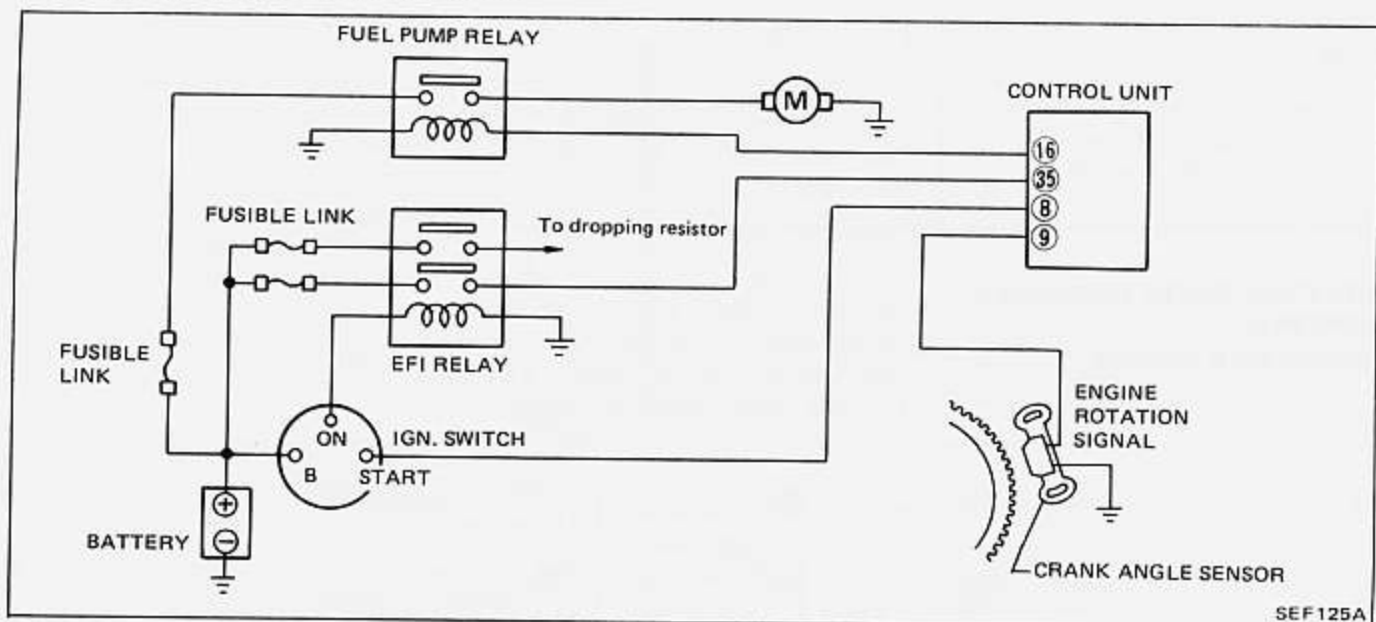 FUEL PUMP RELAY
M
CONTROL UNIT
16
35
8
9
FUSIBLE LINK
To dropping resistor
EFI RELAY
FUSIBLE
LINK
ON
IGN. SWITCH
B
START
ENGINE
ROTATION
SIGNAL
+
BATTERY
−
CRANK ANGLE SENSOR
SEF125A